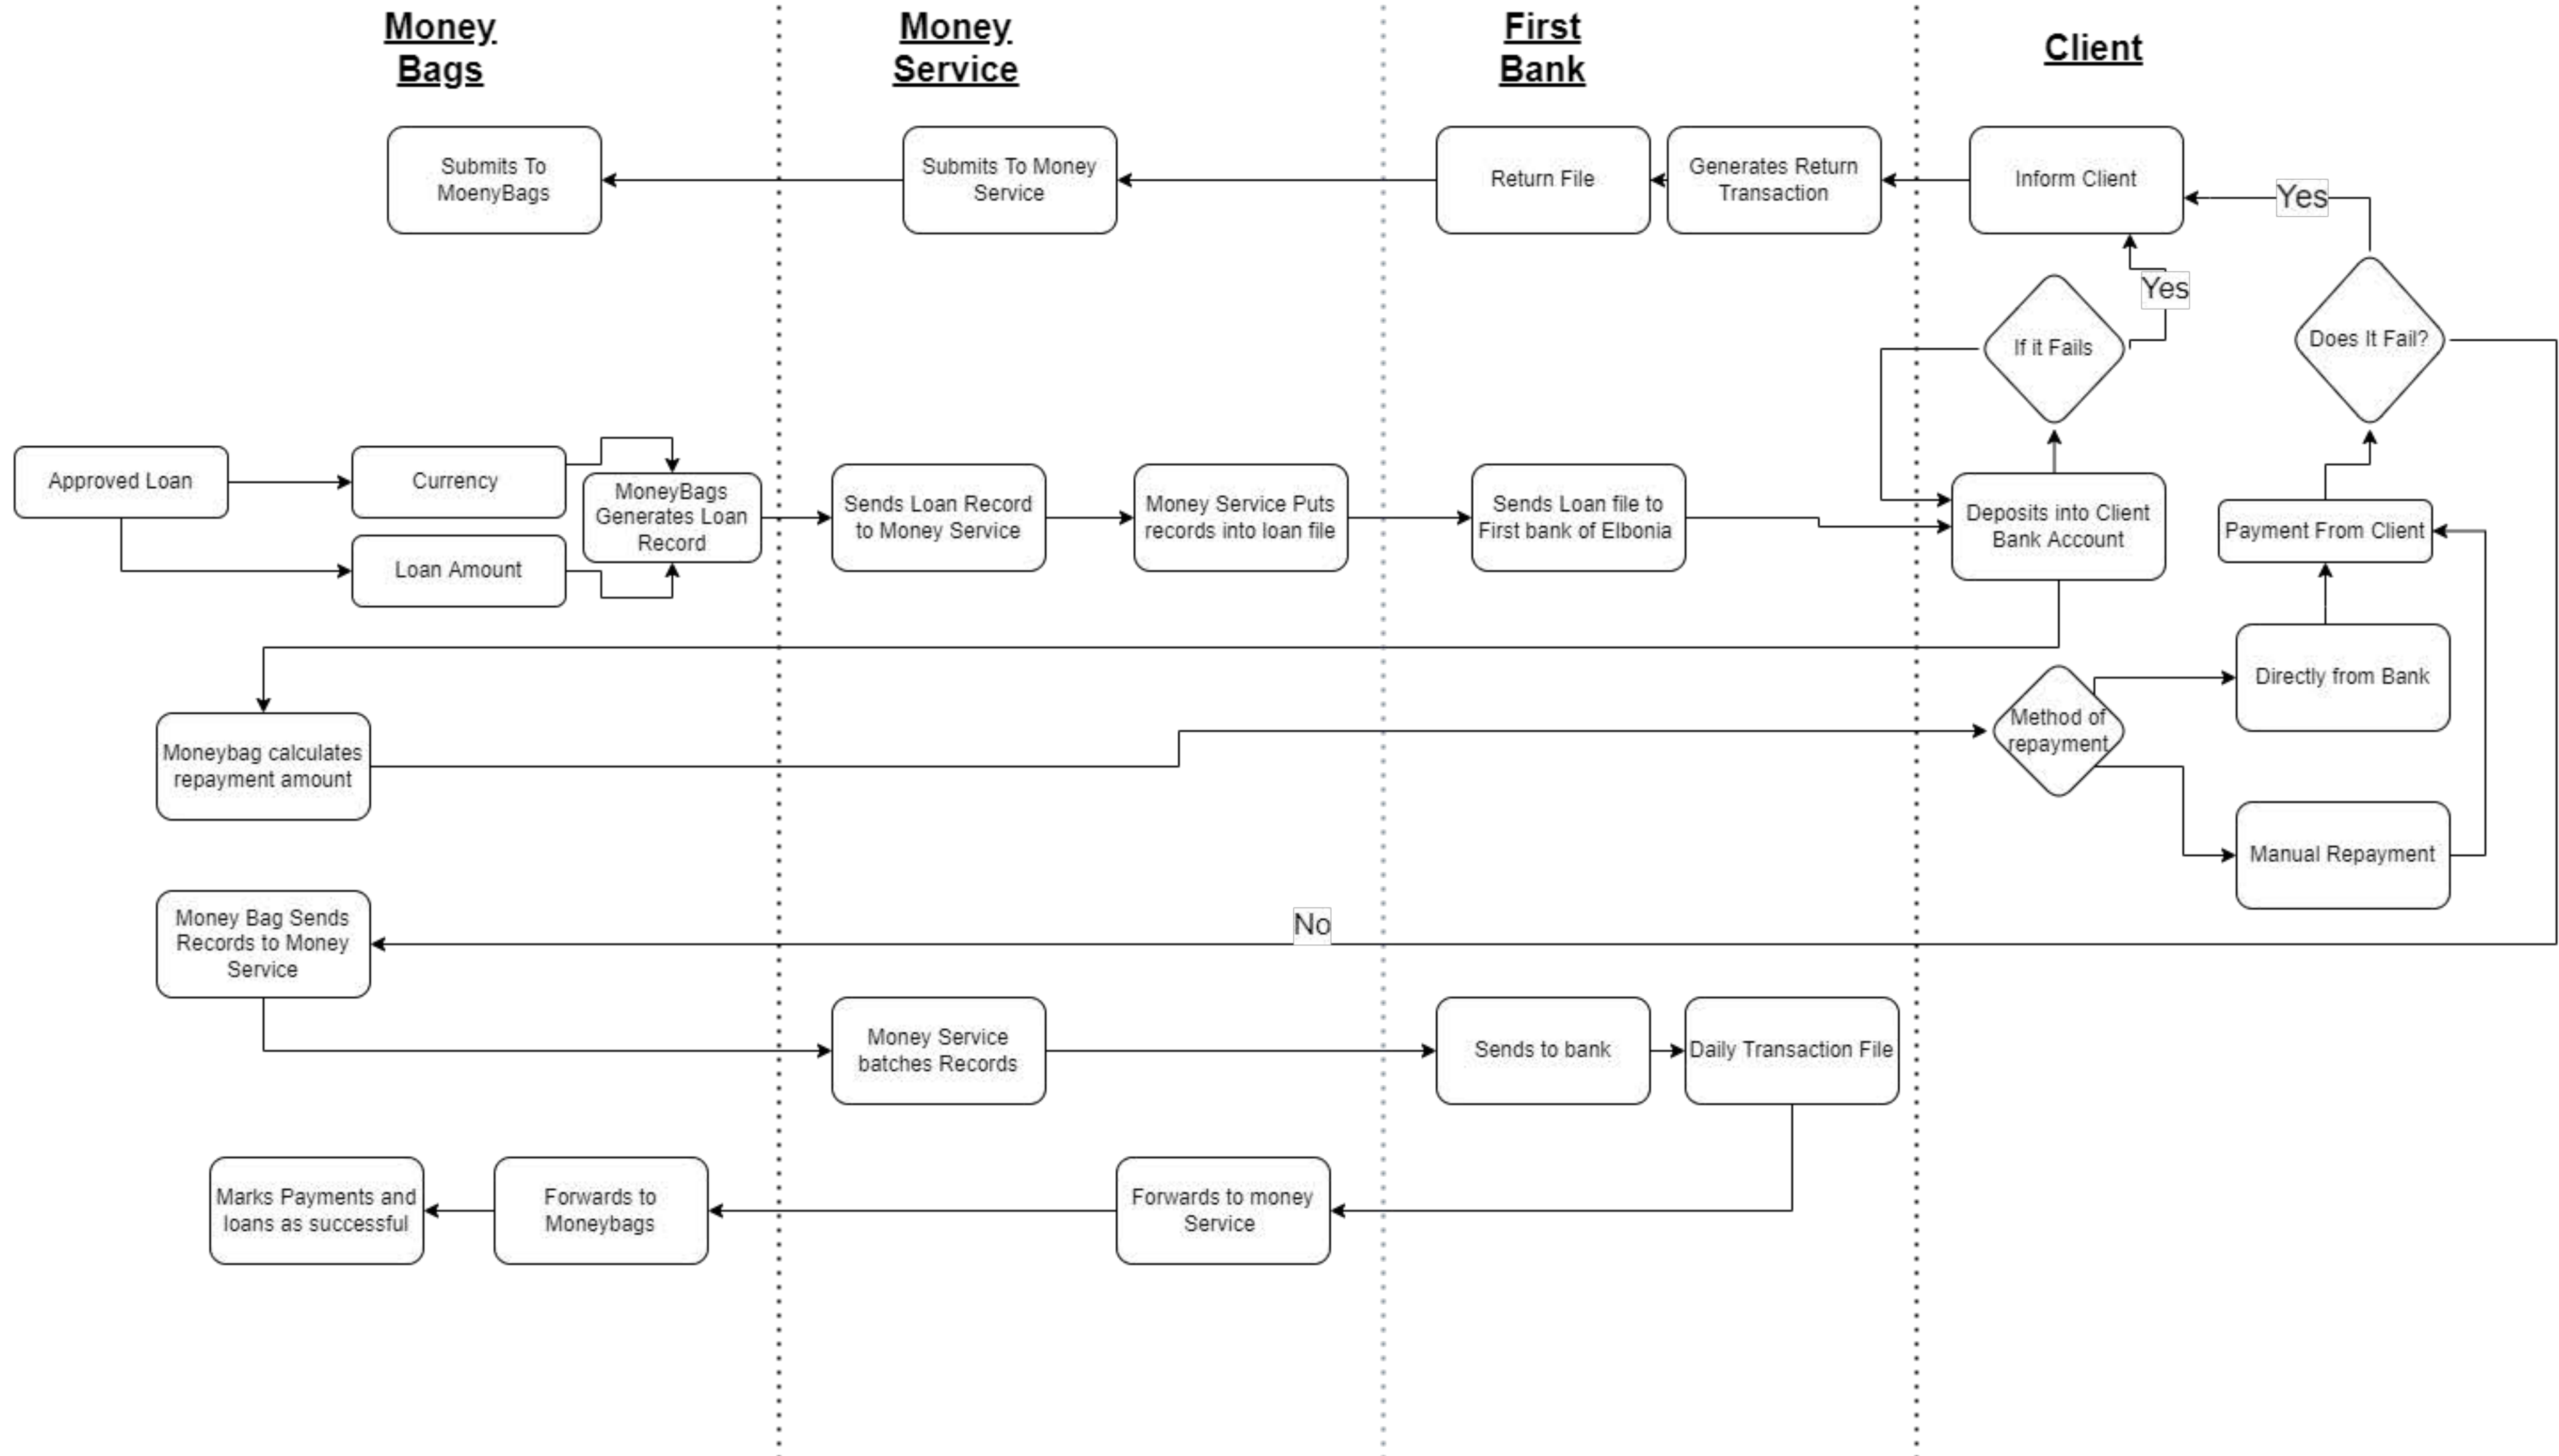 Money
Bags
Money
Service
First
Bank
Client
Submits To
MoenyBags
Submits To Money
Service
Return File
Generates Return
Transaction
Inform Client
Yes
Yes
If it Fails
Does It Fail?
Approved Loan
Currency
Loan Amount
MoneyBags
Generates Loan
Record
Sends Loan Record
to Money Service
Money Service Puts
records into loan file
Sends Loan file to
First bank of Elbonia
Deposits into Client
Bank Account
Payment From Client
Directly from Bank
Method of
repayment
Moneybag calculates
repayment amount
Manual Repayment
Money Bag Sends
Records to Money
Service
No
Money Service
batches Records
Sends to bank
Daily Transaction File
Marks Payments and
loans as successful
Forwards to
Moneybags
Forwards to money
Service